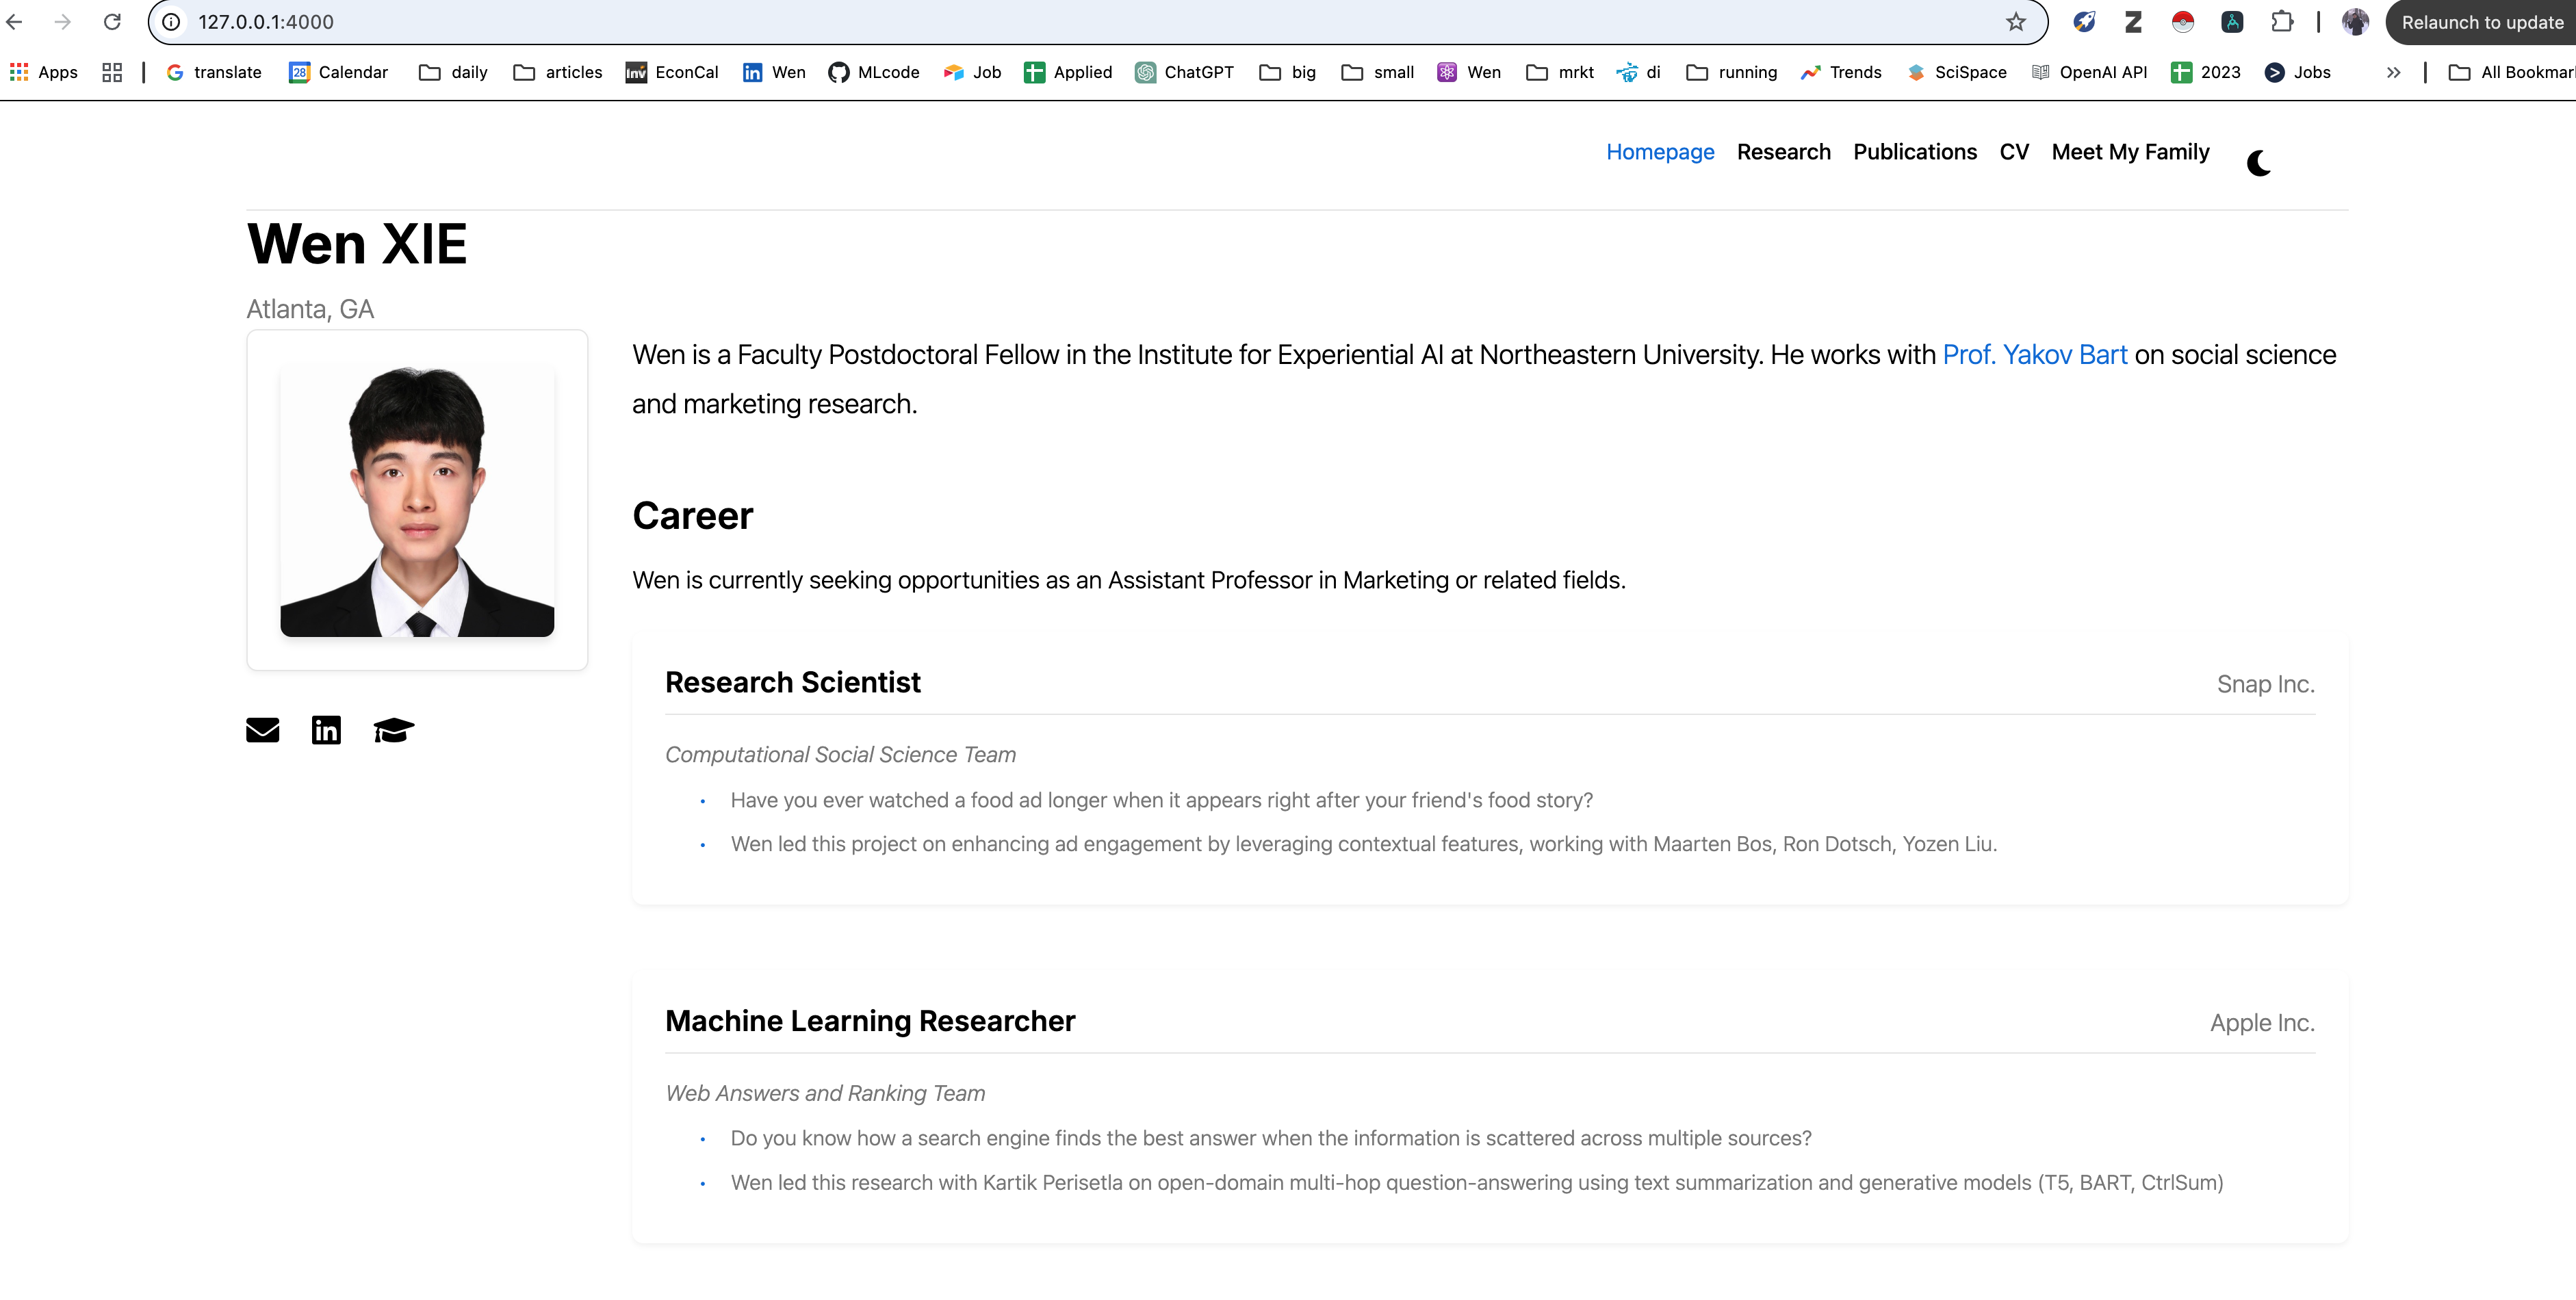 127.0.0.1:4000
Relaunch to update
Apps translate 28 Calendar daily articles Inv EconCal in Wen MLcode Job Applied ChatGPT big small Wen mrkt di running Trends SciSpace OpenAI API 2023 Jobs All Bookmar
Homepage Research Publications CV Meet My Family
Wen XIE
Atlanta, GA
Wen is a Faculty Postdoctoral Fellow in the Institute for Experiential AI at Northeastern University. He works with Prof. Yakov Bart on social science
and marketing research.
Career
Wen is currently seeking opportunities as an Assistant Professor in Marketing or related fields.
Research Scientist Snap Inc.
Computational Social Science Team
• Have you ever watched a food ad longer when it appears right after your friend's food story?
• Wen led this project on enhancing ad engagement by leveraging contextual features, working with Maarten Bos, Ron Dotsch, Yozen Liu.
in
Machine Learning Researcher Apple Inc.
Web Answers and Ranking Team
• Do you know how a search engine finds the best answer when the information is scattered across multiple sources?
• Wen led this research with Kartik Perisetla on open-domain multi-hop question-answering using text summarization and generative models (T5, BART, CtrlSum)